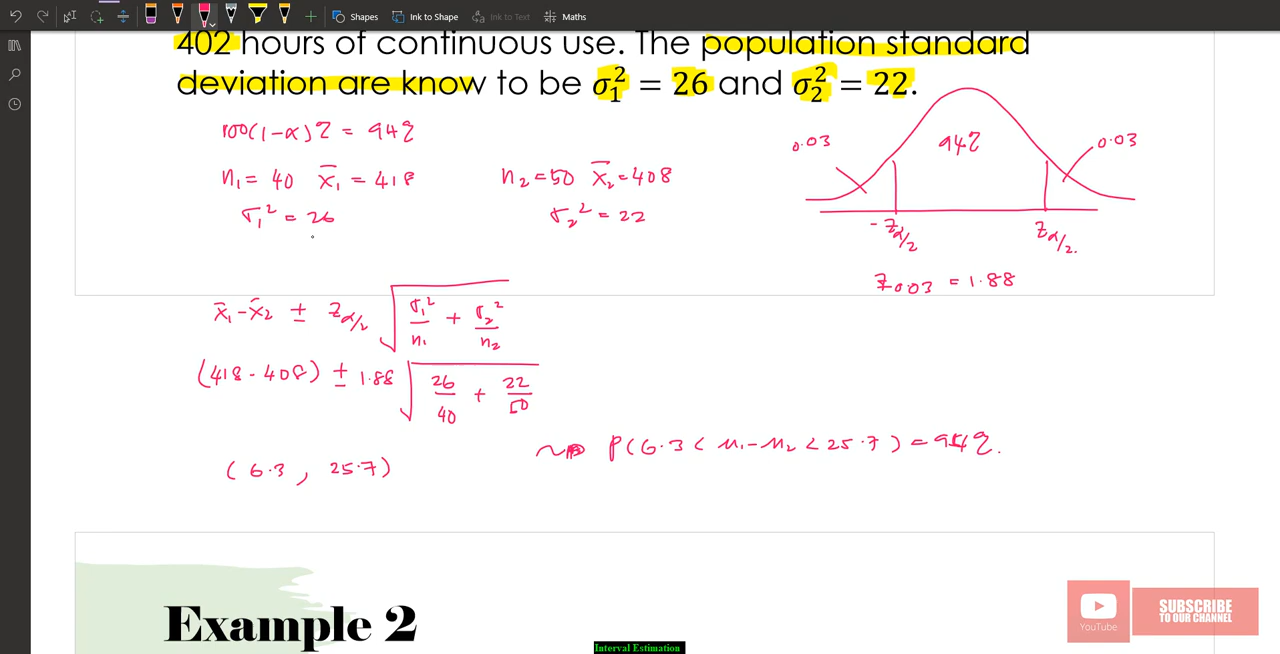 Shapes Ink to Shape Ink to Text Maths
402 hours of continuous use. The population standard
deviation are know to be σ₁² = 26 and σ₂² = 22.
100(1-α)% = 94%
n₁ = 40 x̄₁ = 418
σ₁² = 26
n₂ = 50 x̄₂ = 408
σ₂² = 22
0.03 94% 0.03
-Zα/2 Zα/2.
Z0.03 = 1.88
x̄₁ - x̄₂ ± Zα/2 √(σ₁²/n₁ + σ₂²/n₂)
(418 - 408) ± 1.88 √(26/40 + 22/50)
(6.3, 25.7)
P(6.3 < μ₁ - μ₂ < 25.7) = 94%.
Example 2
YouTube
SUBSCRIBE
TO OUR CHANNEL
Interval Estimation